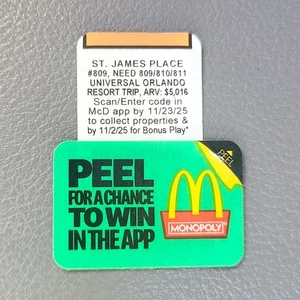 ST. JAMES PLACE
#809, NEED 809/810/811
UNIVERSAL ORLANDO
RESORT TRIP, ARV: $5,016
Scan/Enter code in
McD app by 11/23/25
to collect properties &
by 11/2/25 for Bonus Play*
PEEL
PEEL
FOR A CHANCE
TO WIN
IN THE APP
MONOPOLY